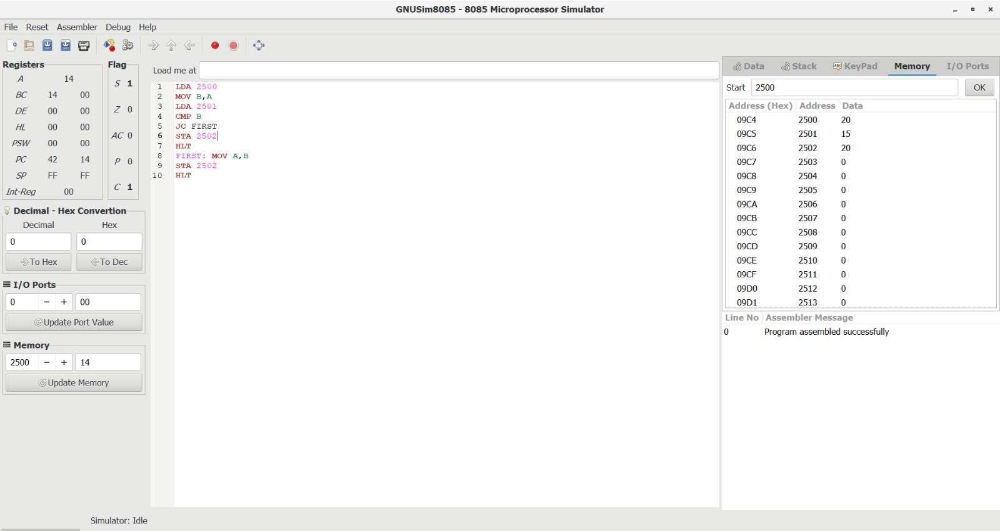 GNUSim8085 - 8085 Microprocessor Simulator
File Reset Assembler Debug Help
Registers
A 14
BC 14 00
DE 00 00
HL 00 00
PSW 00 00
PC 42 14
SP FF FF
Int-Reg 00
Flag
S 1
Z 0
AC 0
P 0
C 1
Decimal - Hex Convertion
Decimal Hex
0 0
To Hex To Dec
I/O Ports
0 - + 00
Update Port Value
Memory
2500 - + 14
Update Memory
Load me at
1 LDA 2500
2 MOV B,A
3 LDA 2501
4 CMP B
5 JC FIRST
6 STA 2502
7 HLT
8 FIRST: MOV A,B
9 STA 2502
10 HLT
Data Stack KeyPad Memory I/O Ports
Start 2500 OK
Address (Hex) Address Data
09C4 2500 20
09C5 2501 15
09C6 2502 20
09C7 2503 0
09C8 2504 0
09C9 2505 0
09CA 2506 0
09CB 2507 0
09CC 2508 0
09CD 2509 0
09CE 2510 0
09CF 2511 0
09D0 2512 0
09D1 2513 0
Line No Assembler Message
0 Program assembled successfully
Simulator: Idle